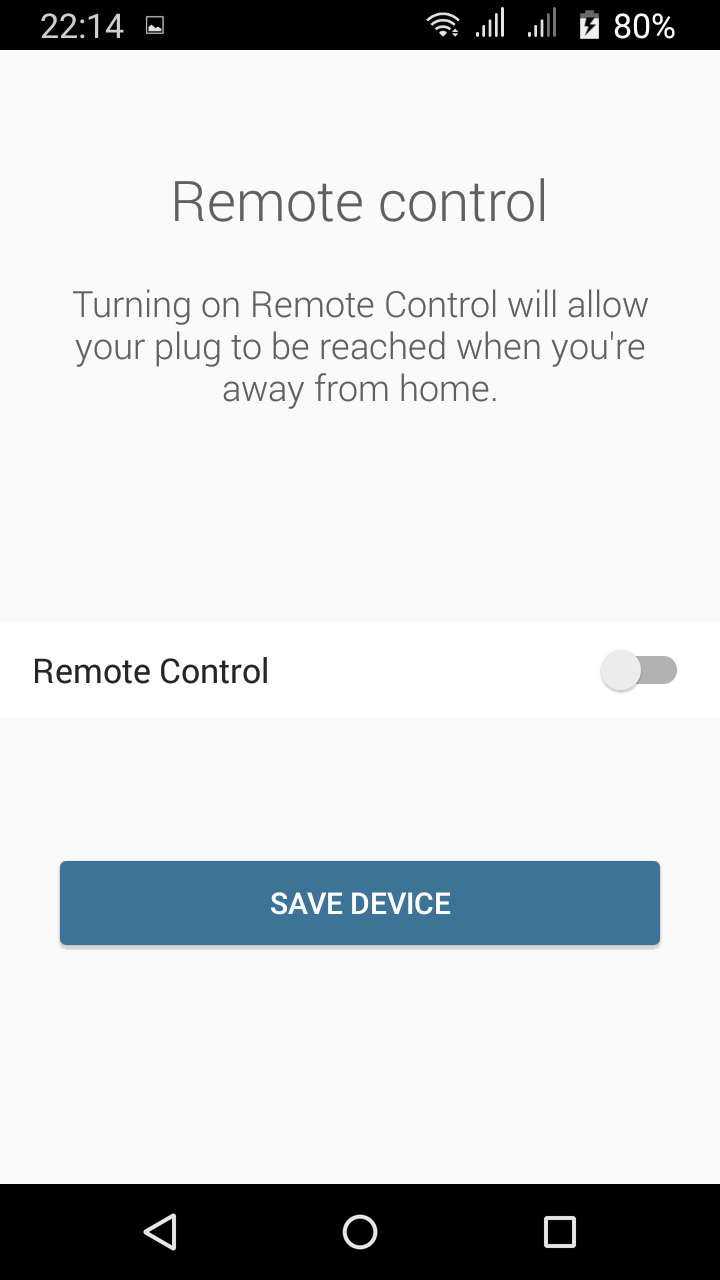 22:14 80%
Remote control
Turning on Remote Control will allow
your plug to be reached when you're
away from home.
Remote Control
SAVE DEVICE